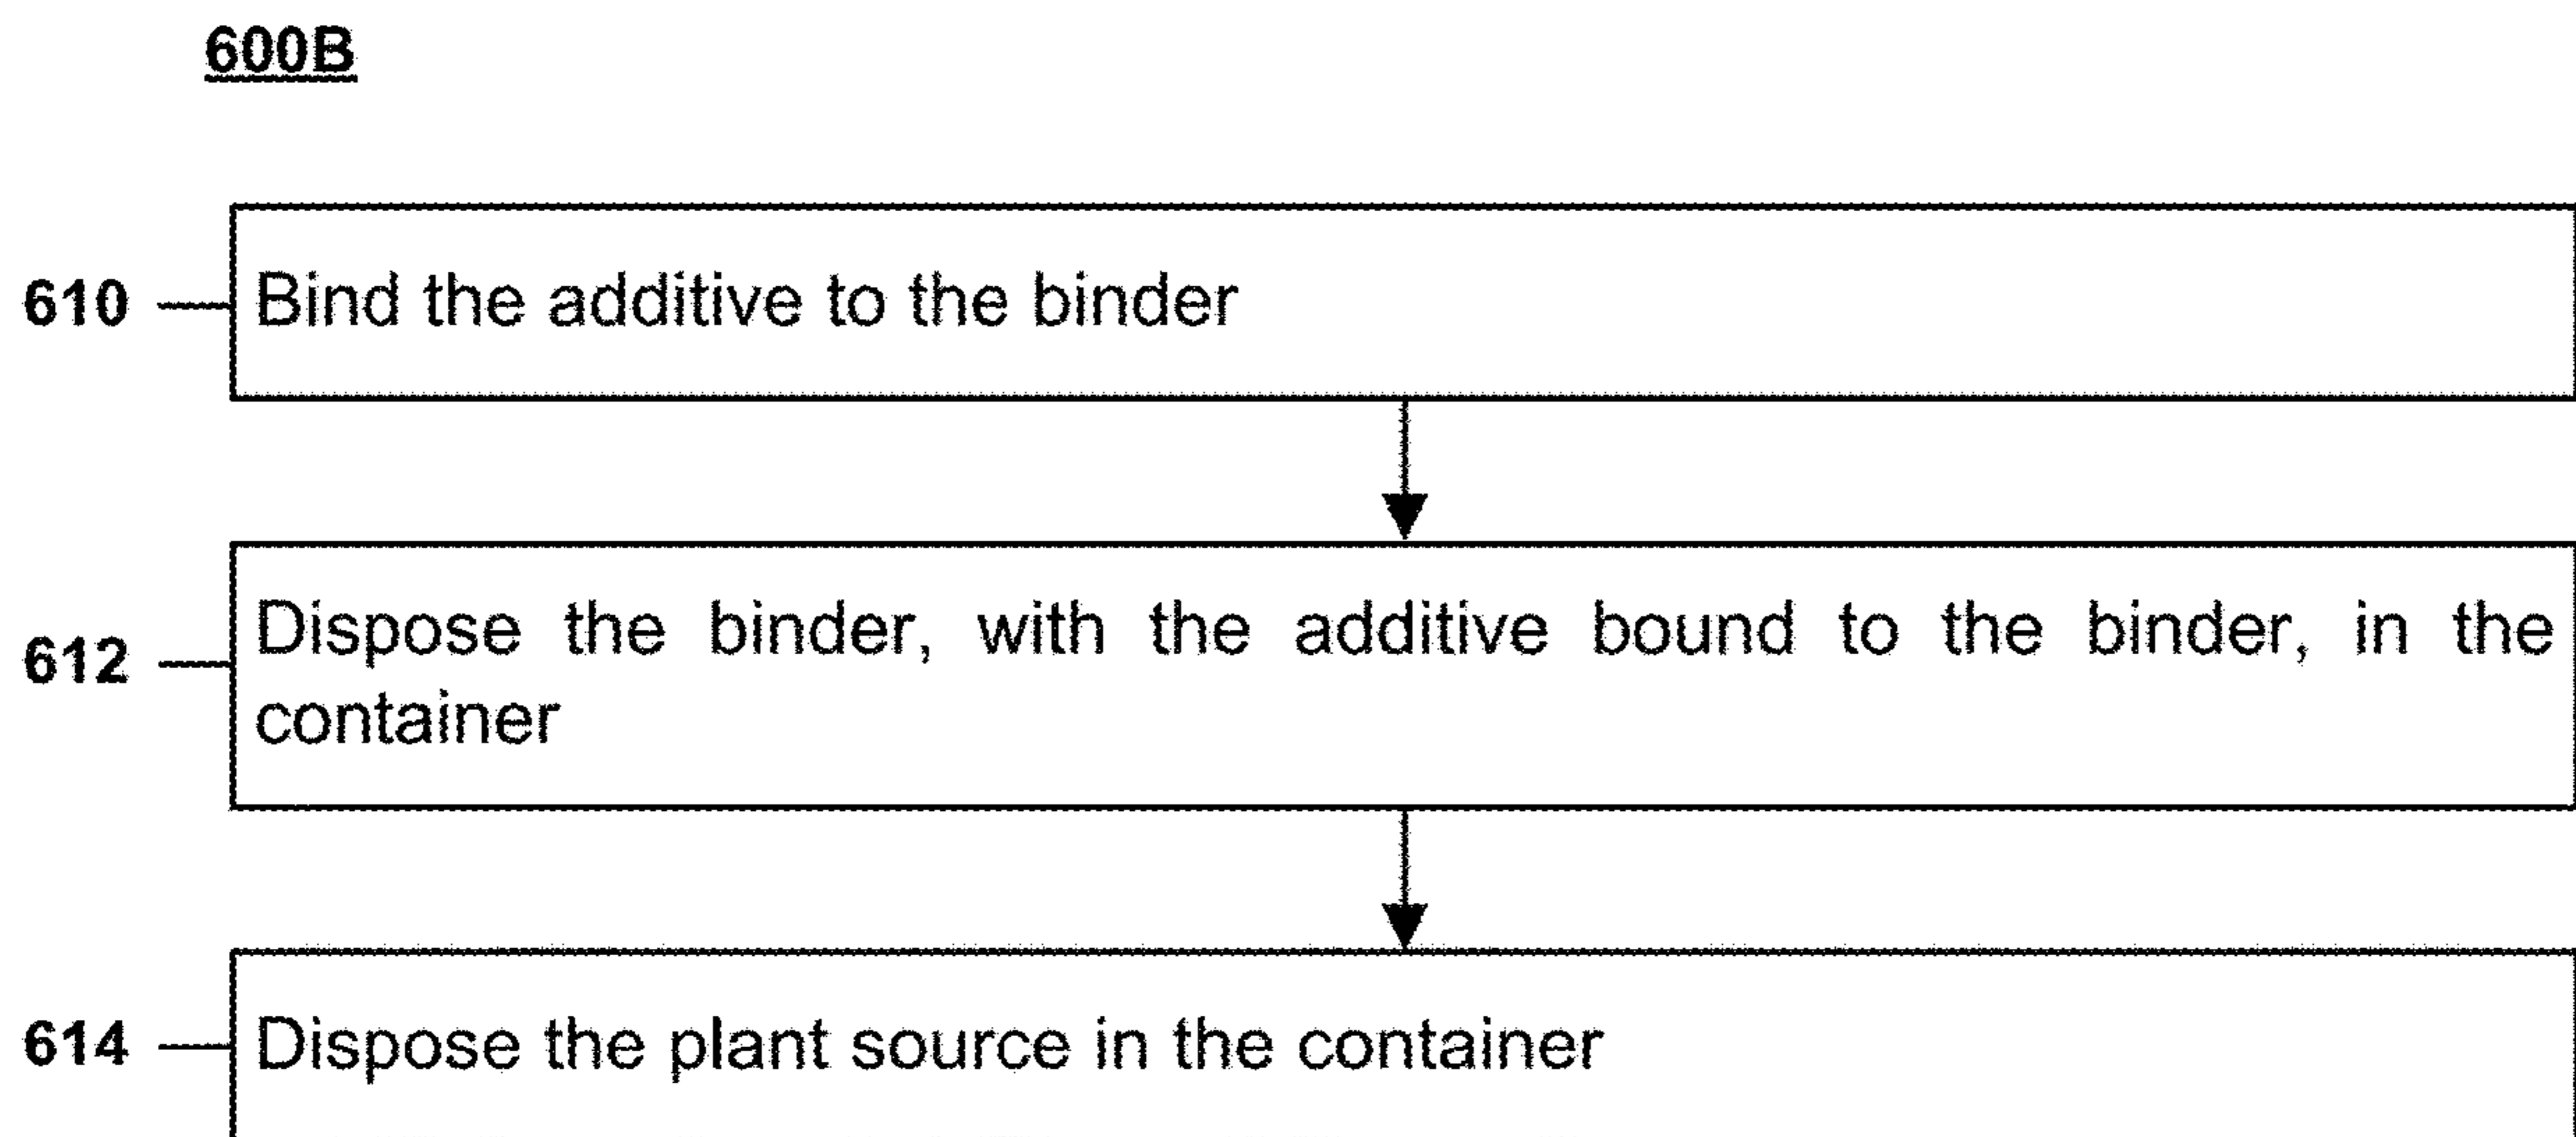 600B
610 Bind the additive to the binder
612 Dispose the binder, with the additive bound to the binder, in the
container
614 Dispose the plant source in the container